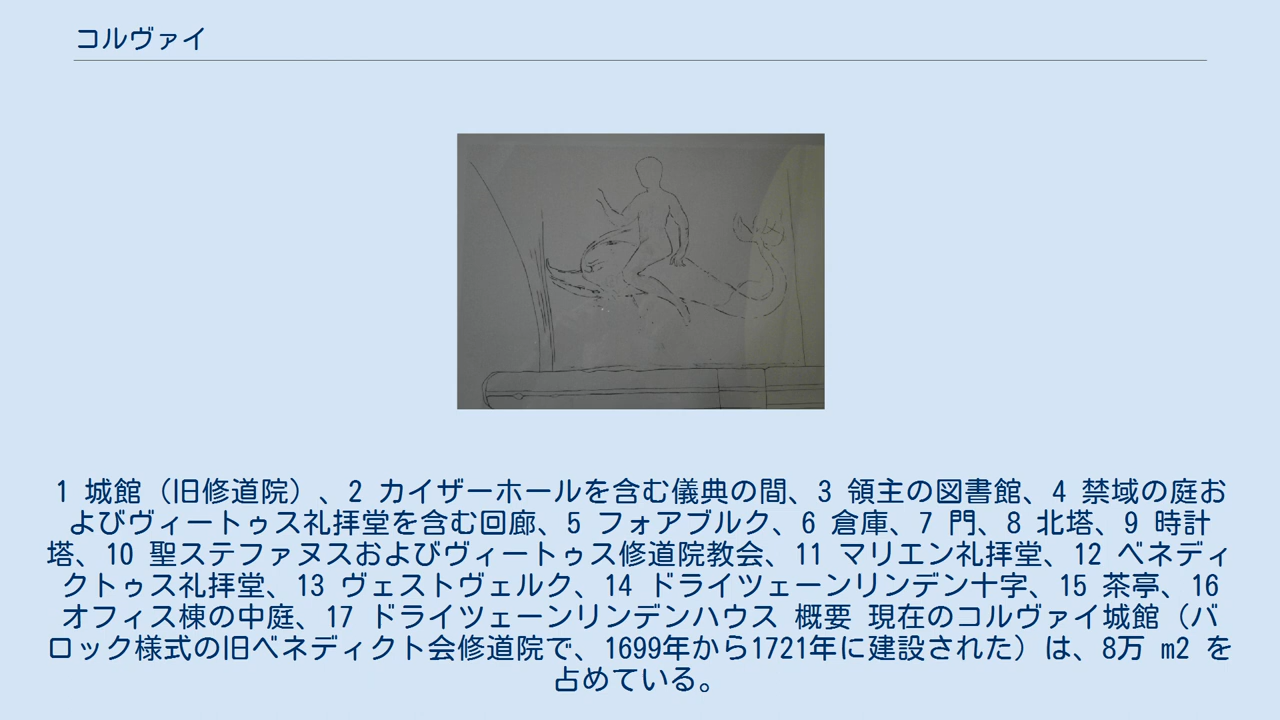 コルヴァイ
1 城館（旧修道院）、2 カイザーホールを含む儀典の間、3 領主の図書館、4 禁域の庭お
よびヴィートゥス礼拝堂を含む回廊、5 フォアブルク、6 倉庫、7 門、8 北塔、9 時計
塔、10 聖ステファヌスおよびヴィートゥス修道院教会、11 マリエン礼拝堂、12 ベネディ
クトゥス礼拝堂、13 ヴェストヴェルク、14 ドライツェーンリンデン十字、15 茶亭、16
オフィス棟の中庭、17 ドライツェーンリンデンハウス 概要 現在のコルヴァイ城館（バ
ロック様式の旧ベネディクト会修道院で、1699年から1721年に建設された）は、8万 m2 を
占めている。